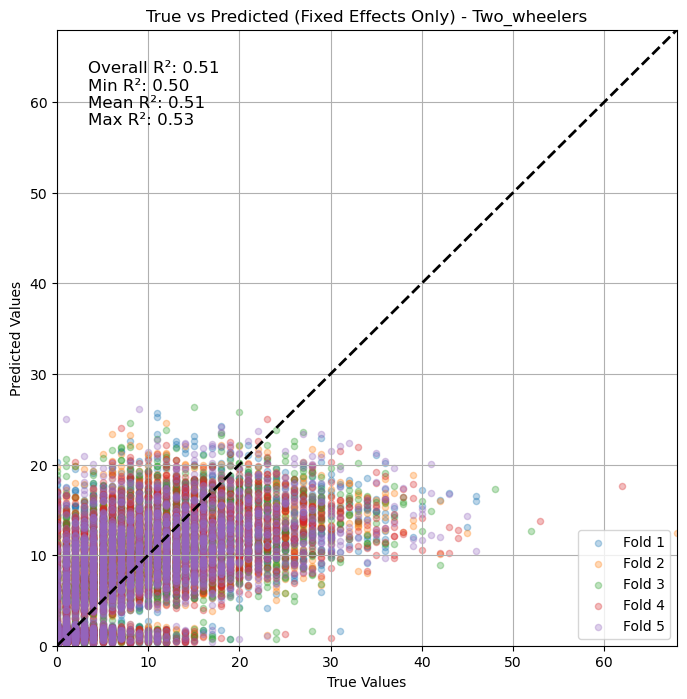 True vs Predicted (Fixed Effects Only) - Two_wheelers
Overall R²: 0.51
Min R²: 0.50
Mean R²: 0.51
Max R²: 0.53
60
50
40
30
20
10
0
Predicted Values
Fold 1
Fold 2
Fold 3
Fold 4
Fold 5
0 10 20 30 40 50 60
True Values